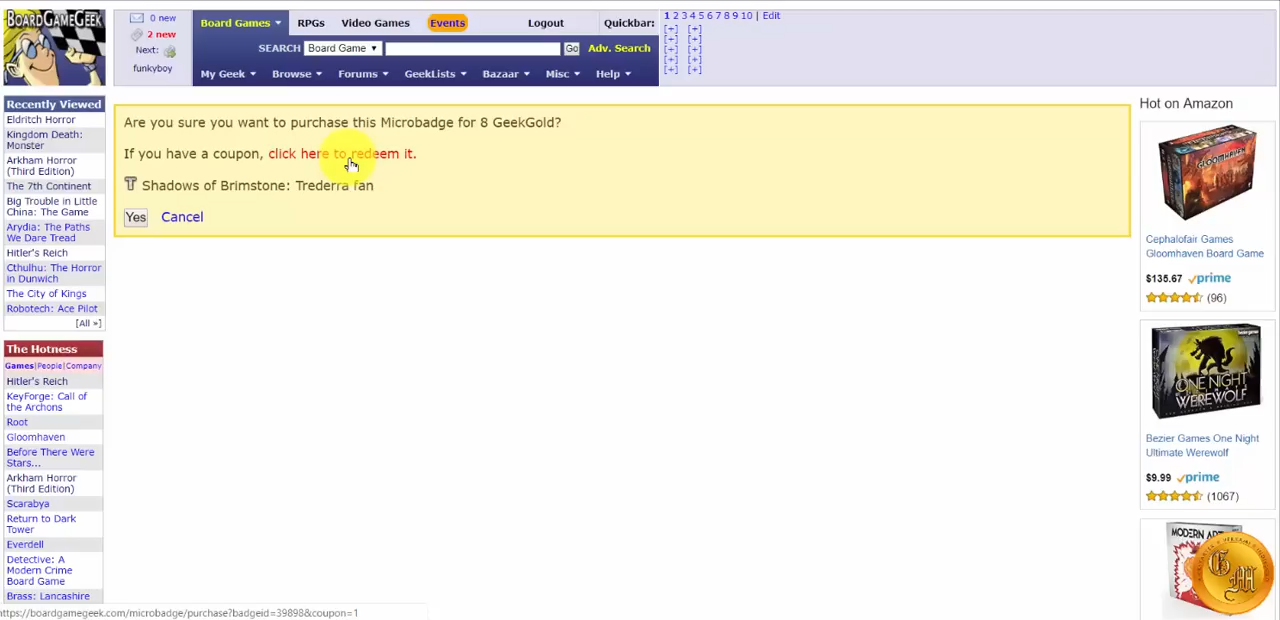 BOARDGAMEGEEK
0 new
2 new
Next:
funkyboy
Board Games
RPGs
Video Games
Events
Logout
Quickbar:
1 2 3 4 5 6 7 8 9 10 | Edit
[+] [+]
[+] [+]
[+] [+]
[+] [+]
[+] [+]
SEARCH Board Game Go Adv. Search
My Geek Browse Forums GeekLists Bazaar Misc Help
Recently Viewed
Eldritch Horror
Kingdom Death:
Monster
Arkham Horror
(Third Edition)
The 7th Continent
Big Trouble in Little
China: The Game
Arydia: The Paths
We Dare Tread
Hitler's Reich
Cthulhu: The Horror
in Dunwich
The City of Kings
Robotech: Ace Pilot
[All »]
The Hotness
Games|People|Company
Hitler's Reich
KeyForge: Call of
the Archons
Root
Gloomhaven
Before There Were
Stars...
Arkham Horror
(Third Edition)
Scarabya
Return to Dark
Tower
Everdell
Detective: A
Modern Crime
Board Game
Brass: Lancashire
Are you sure you want to purchase this Microbadge for 8 GeekGold?
If you have a coupon, click here to redeem it.
T Shadows of Brimstone: Trederra fan
Yes Cancel
Hot on Amazon
GLOOMHAVEN
Cephalofair Games
Gloomhaven Board Game
$135.67 prime
(96)
ONE NIGHT
ULTIMATE
WEREWOLF
Bezier Games One Night
Ultimate Werewolf
$9.99 prime
(1067)
MODERN ART
G M
https://boardgamegeek.com/microbadge/purchase?badgeid=39898&coupon=1